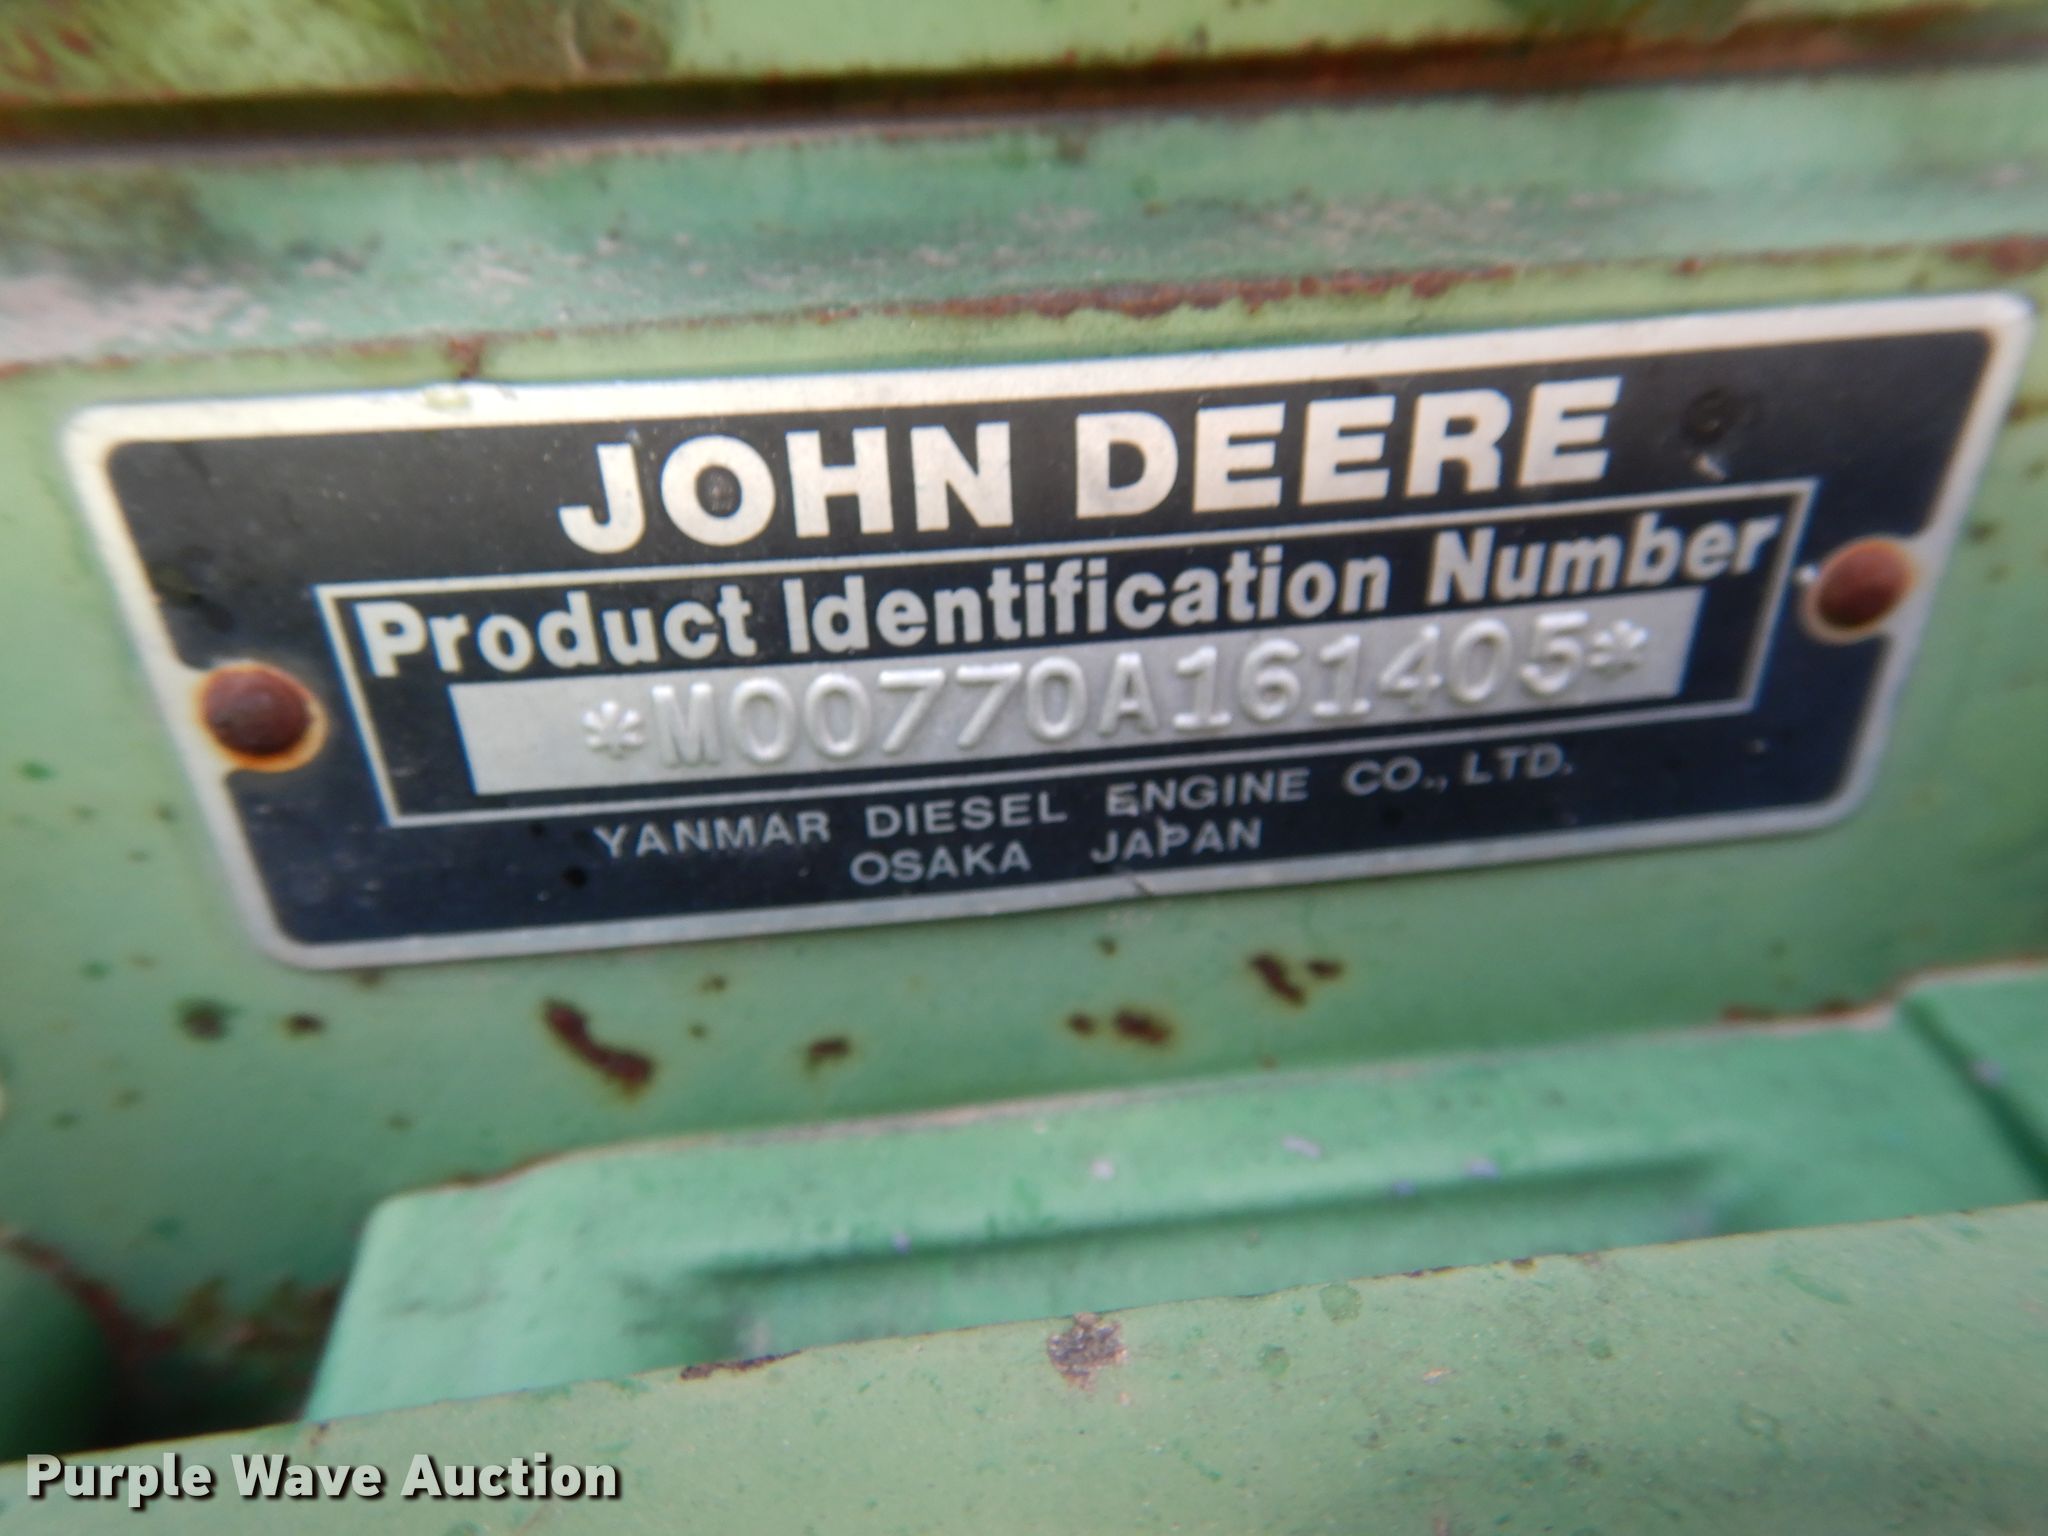 JOHN DEERE
Product Identification Number
*M00770A161405*
YANMAR DIESEL ENGINE CO., LTD.
OSAKA JAPAN
Purple Wave Auction